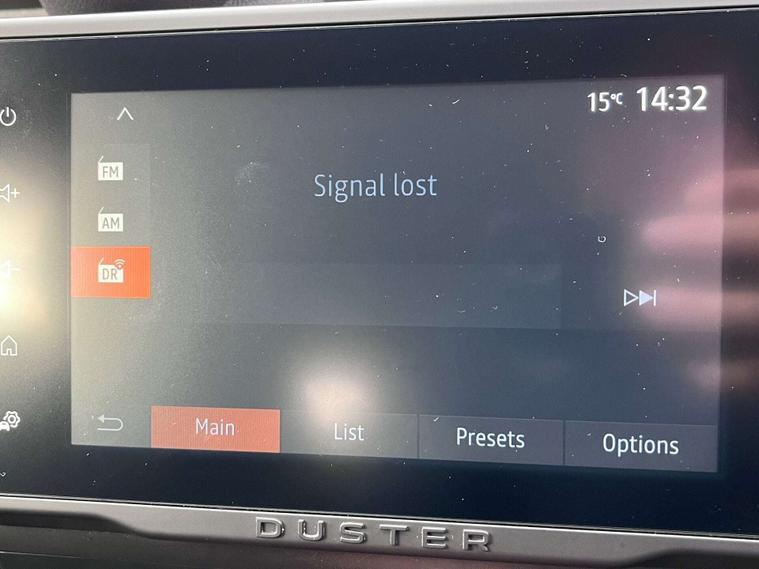 15°C 14:32
FM
Signal lost
AM
DR
Main
List
Presets
Options
DUSTER